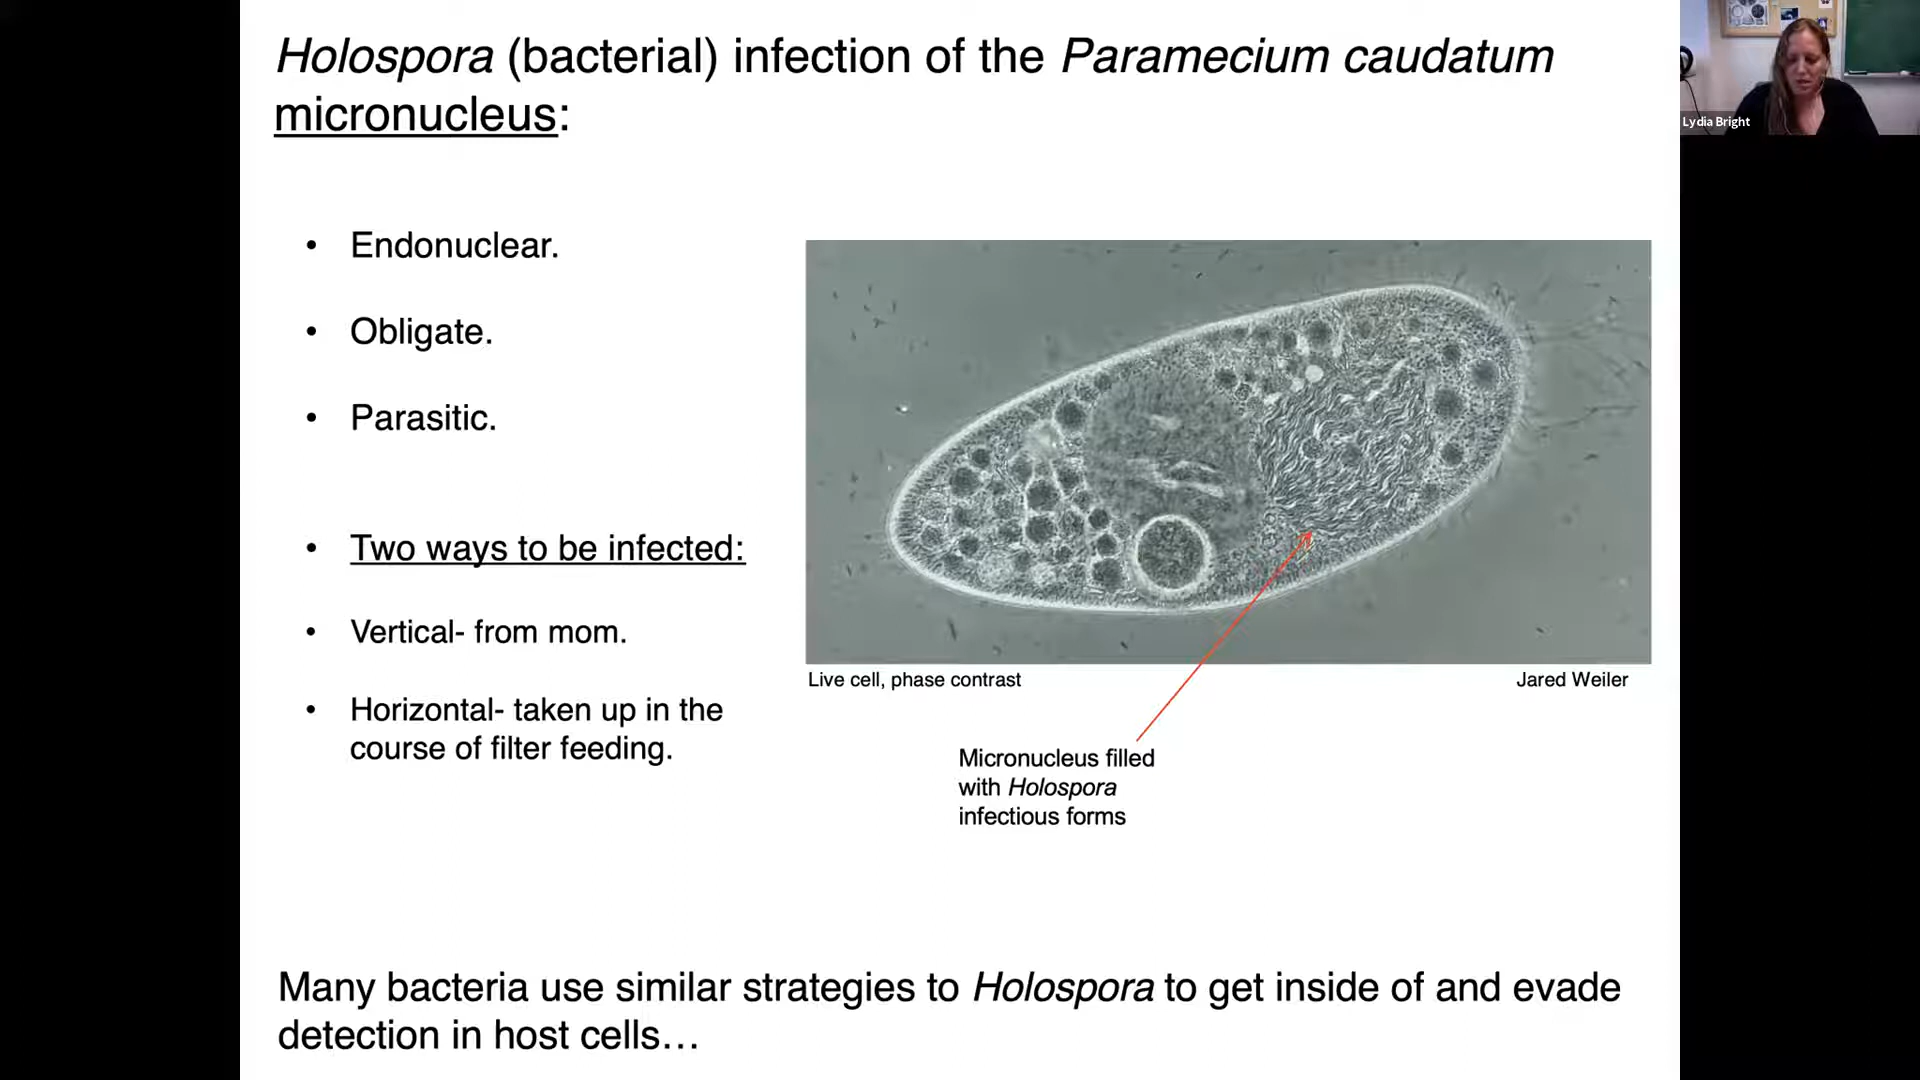 Holospora (bacterial) infection of the Paramecium caudatum
micronucleus:
Lydia Bright
• Endonuclear.
• Obligate.
• Parasitic.
• Two ways to be infected:
• Vertical- from mom.
• Horizontal- taken up in the
course of filter feeding.
Live cell, phase contrast
Jared Weiler
Micronucleus filled
with Holospora
infectious forms
Many bacteria use similar strategies to Holospora to get inside of and evade
detection in host cells…